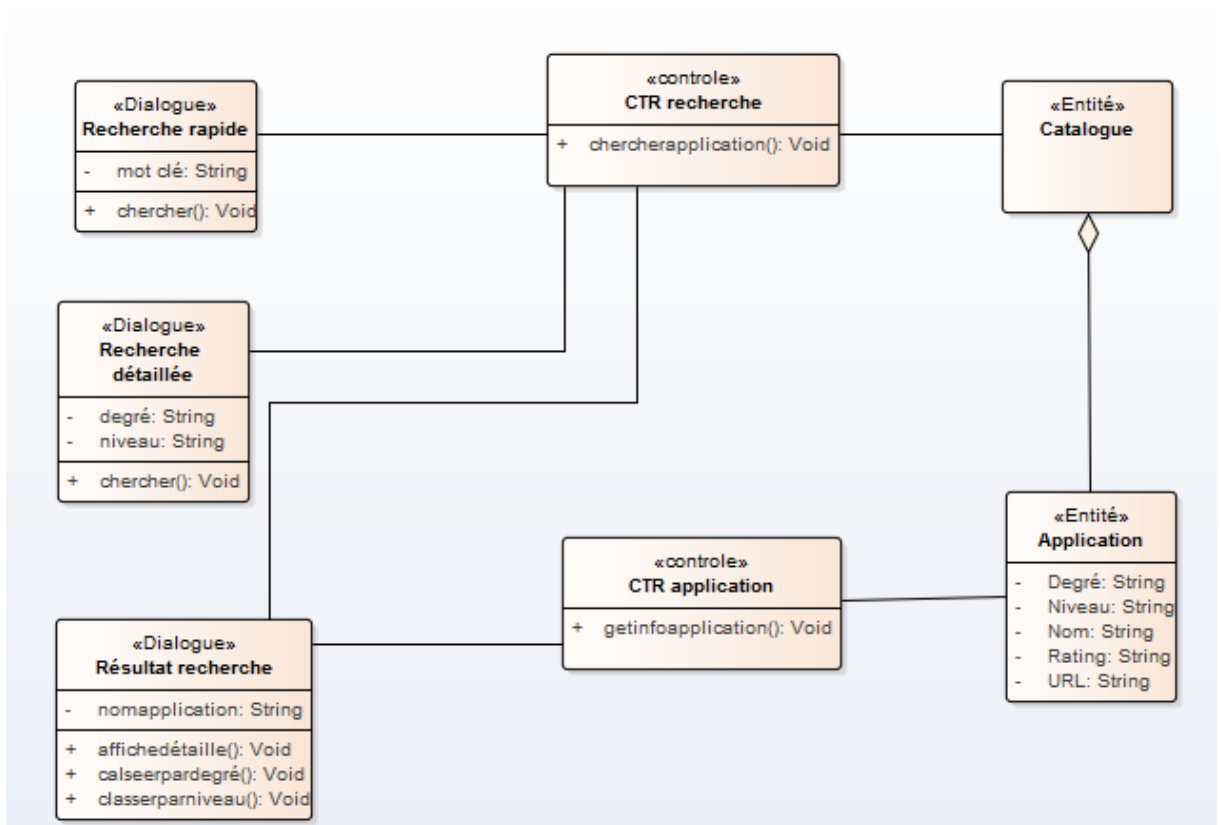 «Dialogue»
Recherche rapide
- mot clé: String
+ chercher(): Void
«controle»
CTR recherche
+ chercherapplication(): Void
«Entité»
Catalogue
«Dialogue»
Recherche
détaillée
- degré: String
- niveau: String
+ chercher(): Void
«Dialogue»
Résultat recherche
- nomapplication: String
+ affichedétaille(): Void
+ calseerpardegré(): Void
+ classerparniveau(): Void
«controle»
CTR application
+ getinfoapplication(): Void
«Entité»
Application
- Degré: String
- Niveau: String
- Nom: String
- Rating: String
- URL: String